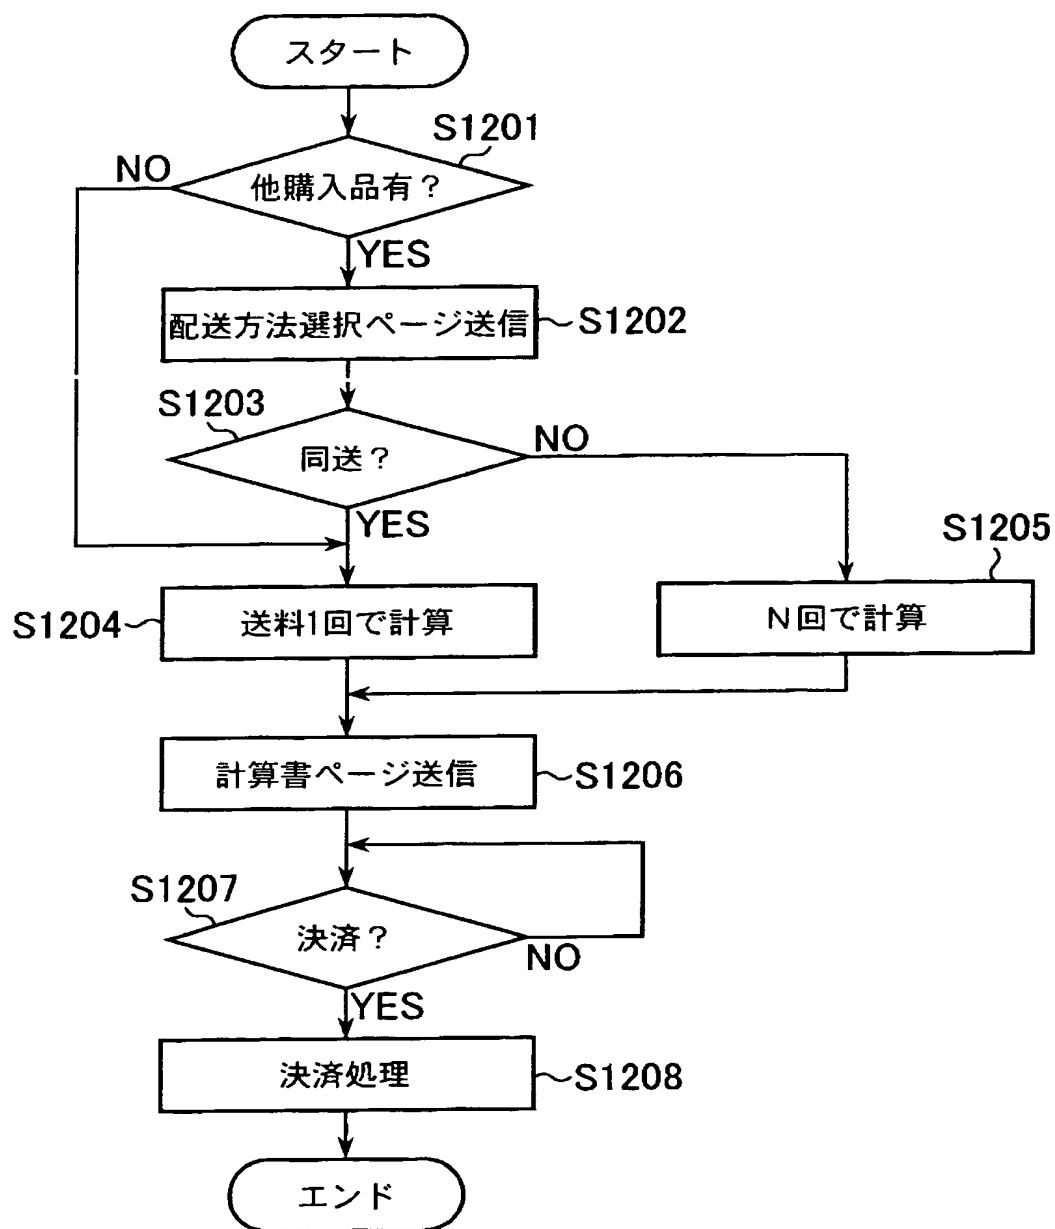 スタート
S1201
NO
他購入品有？
YES
配送方法選択ページ送信
S1202
S1203
同送？
NO
YES
S1205
S1204
送料1回で計算
N回で計算
計算書ページ送信
S1206
S1207
決済？
NO
YES
決済処理
S1208
エンド